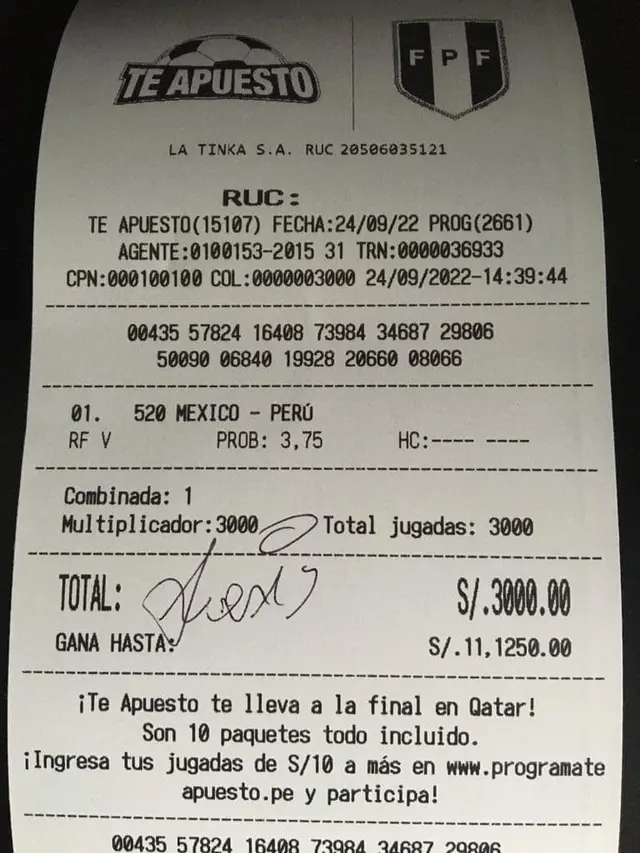 TE APUESTO
FPF
LA TINKA S.A. RUC 20506035121
RUC:
TE APUESTO(15107) FECHA:24/09/22 PROG(2661)
AGENTE:0100153-2015 31 TRN:0000036933
CPN:000100100 COL:0000003000 24/09/2022-14:39:44
00435 57824 16408 73984 34687 29806
50090 06840 19928 20660 08066
01. 520 MEXICO - PERÚ
RF V PROB: 3,75 HC:---- ----
Combinada: 1
Multiplicador:3000 Total jugadas: 3000
TOTAL: S/.3000.00
GANA HASTA: S/.11,1250.00
¡Te Apuesto te lleva a la final en Qatar!
Son 10 paquetes todo incluido.
¡Ingresa tus jugadas de S/10 a más en www.programate
apuesto.pe y participa!
00435 57824 16408 73984 34687 29806